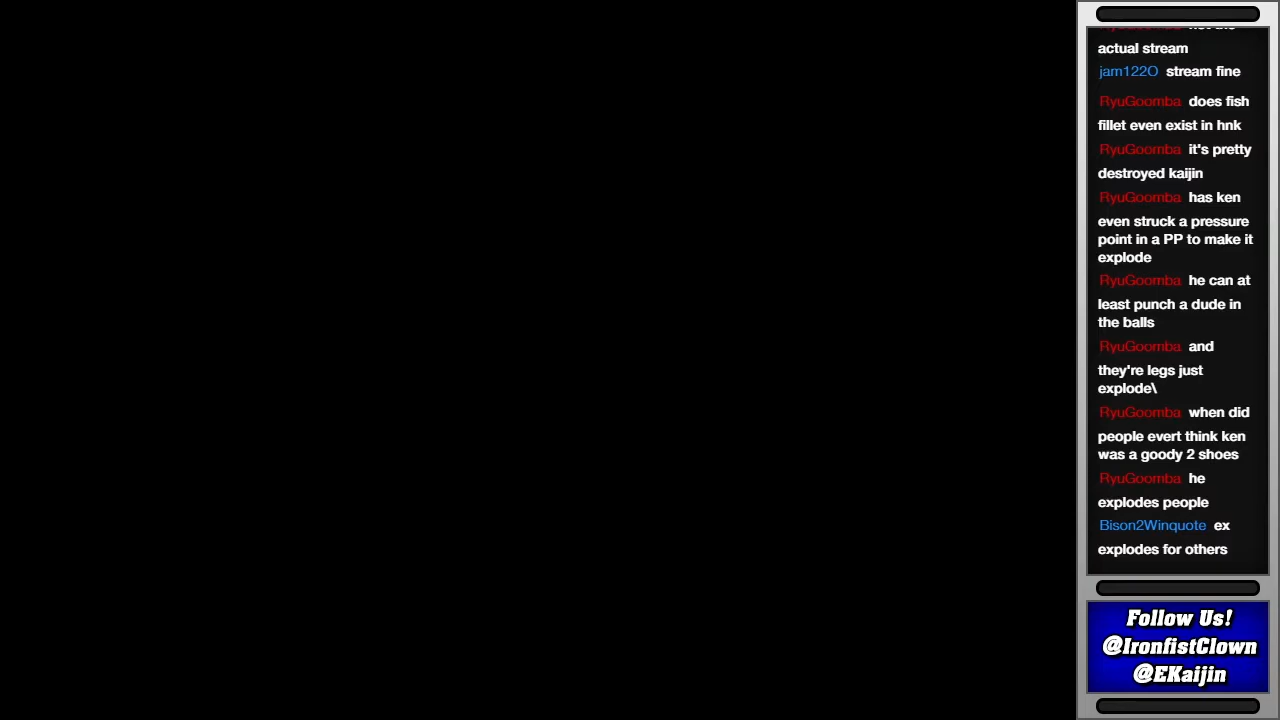 actual stream
jam122O stream fine
RyuGoomba does fish
fillet even exist in hnk
RyuGoomba it's pretty
destroyed kaijin
RyuGoomba has ken
even struck a pressure
point in a PP to make it
explode
RyuGoomba he can at
least punch a dude in
the balls
RyuGoomba and
they're legs just
explode\
RyuGoomba when did
people evert think ken
was a goody 2 shoes
RyuGoomba he
explodes people
Bison2Winquote ex
explodes for others
Follow Us!
@IronfistClown
@EKaijin